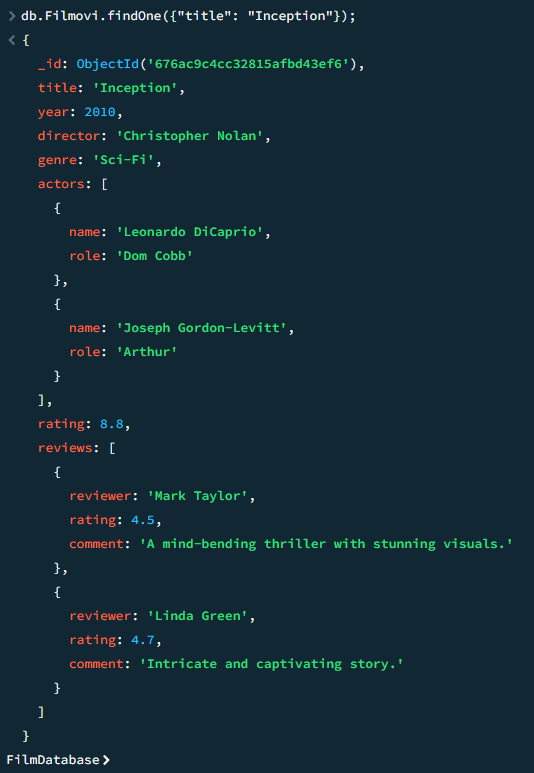 > db.Filmovi.findOne({"title": "Inception"});
< {
_id: ObjectId('676ac9c4cc32815afbd43ef6'),
title: 'Inception',
year: 2010,
director: 'Christopher Nolan',
genre: 'Sci-Fi',
actors: [
{
name: 'Leonardo DiCaprio',
role: 'Dom Cobb'
},
{
name: 'Joseph Gordon-Levitt',
role: 'Arthur'
}
],
rating: 8.8,
reviews: [
{
reviewer: 'Mark Taylor',
rating: 4.5,
comment: 'A mind-bending thriller with stunning visuals.'
},
{
reviewer: 'Linda Green',
rating: 4.7,
comment: 'Intricate and captivating story.'
}
]
}
FilmDatabase>